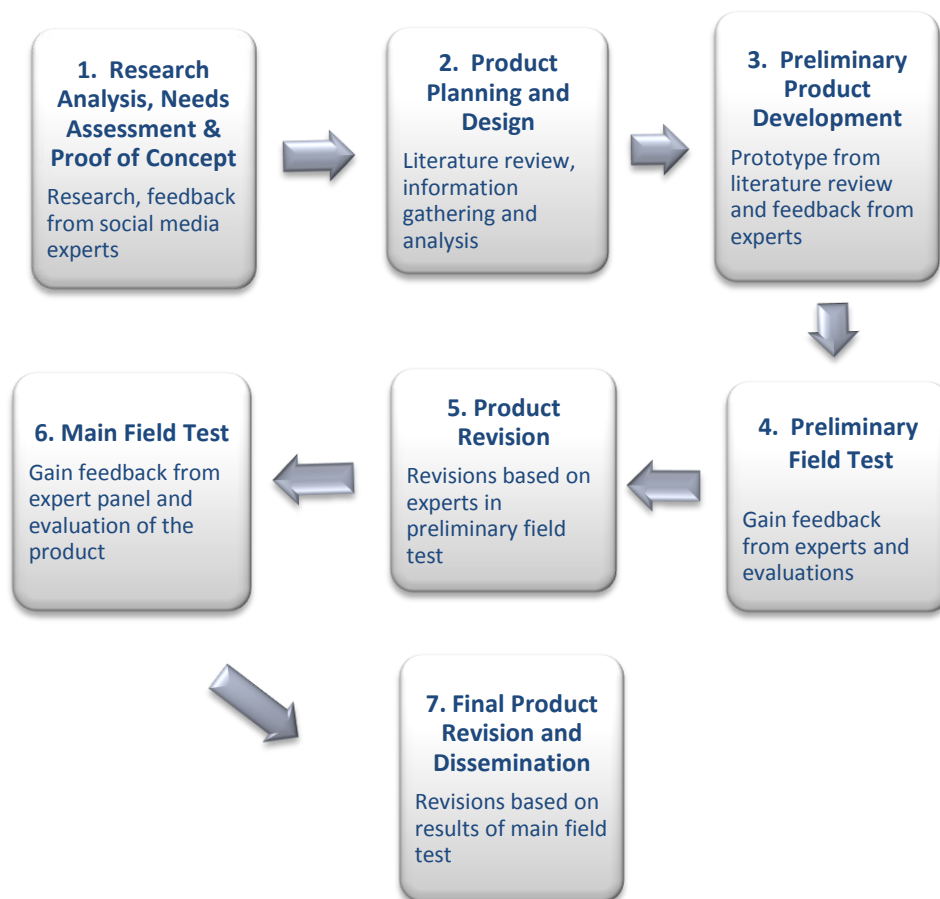 1. Research
Analysis, Needs
Assessment &
Proof of Concept
Research, feedback
from social media
experts
2. Product
Planning and
Design
Literature review,
information
gathering and
analysis
3. Preliminary
Product
Development
Prototype from
literature review
and feedback from
experts
4. Preliminary
Field Test
Gain feedback
from experts and
evaluations
5. Product
Revision
Revisions based on
experts in
preliminary field
test
6. Main Field Test
Gain feedback from
expert panel and
evaluation of the
product
7. Final Product
Revision and
Dissemination
Revisions based on
results of main field
test